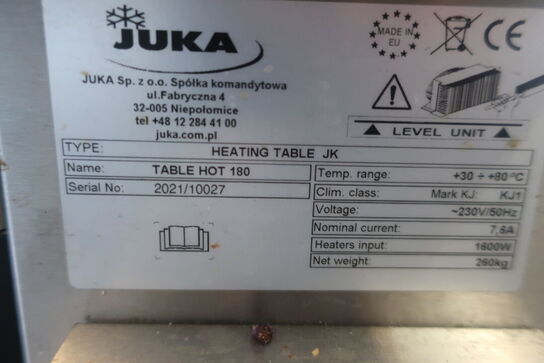 JUKA
JUKA Sp. z o.o. Spółka komandytowa
ul.Fabryczna 4
32-005 Niepołomice
tel +48 12 284 41 00
juka.com.pl
MADE IN
EU
CE
LEVEL UNIT
TYPE: HEATING TABLE JK
Name: TABLE HOT 180
Serial No: 2021/10027
Temp. range: +30 ÷ +80 °C
Clim. class: Mark KJ: KJ1
Voltage: ~230V/50Hz
Nominal current: 7,6A
Heaters input: 1600W
Net weight: 260kg